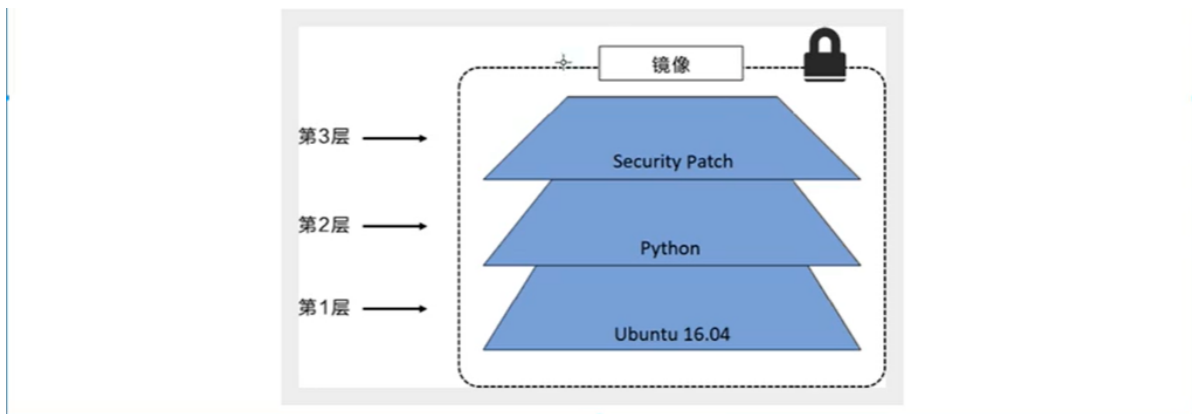 镜像
第3层
Security Patch
第2层
Python
第1层
Ubuntu 16.04